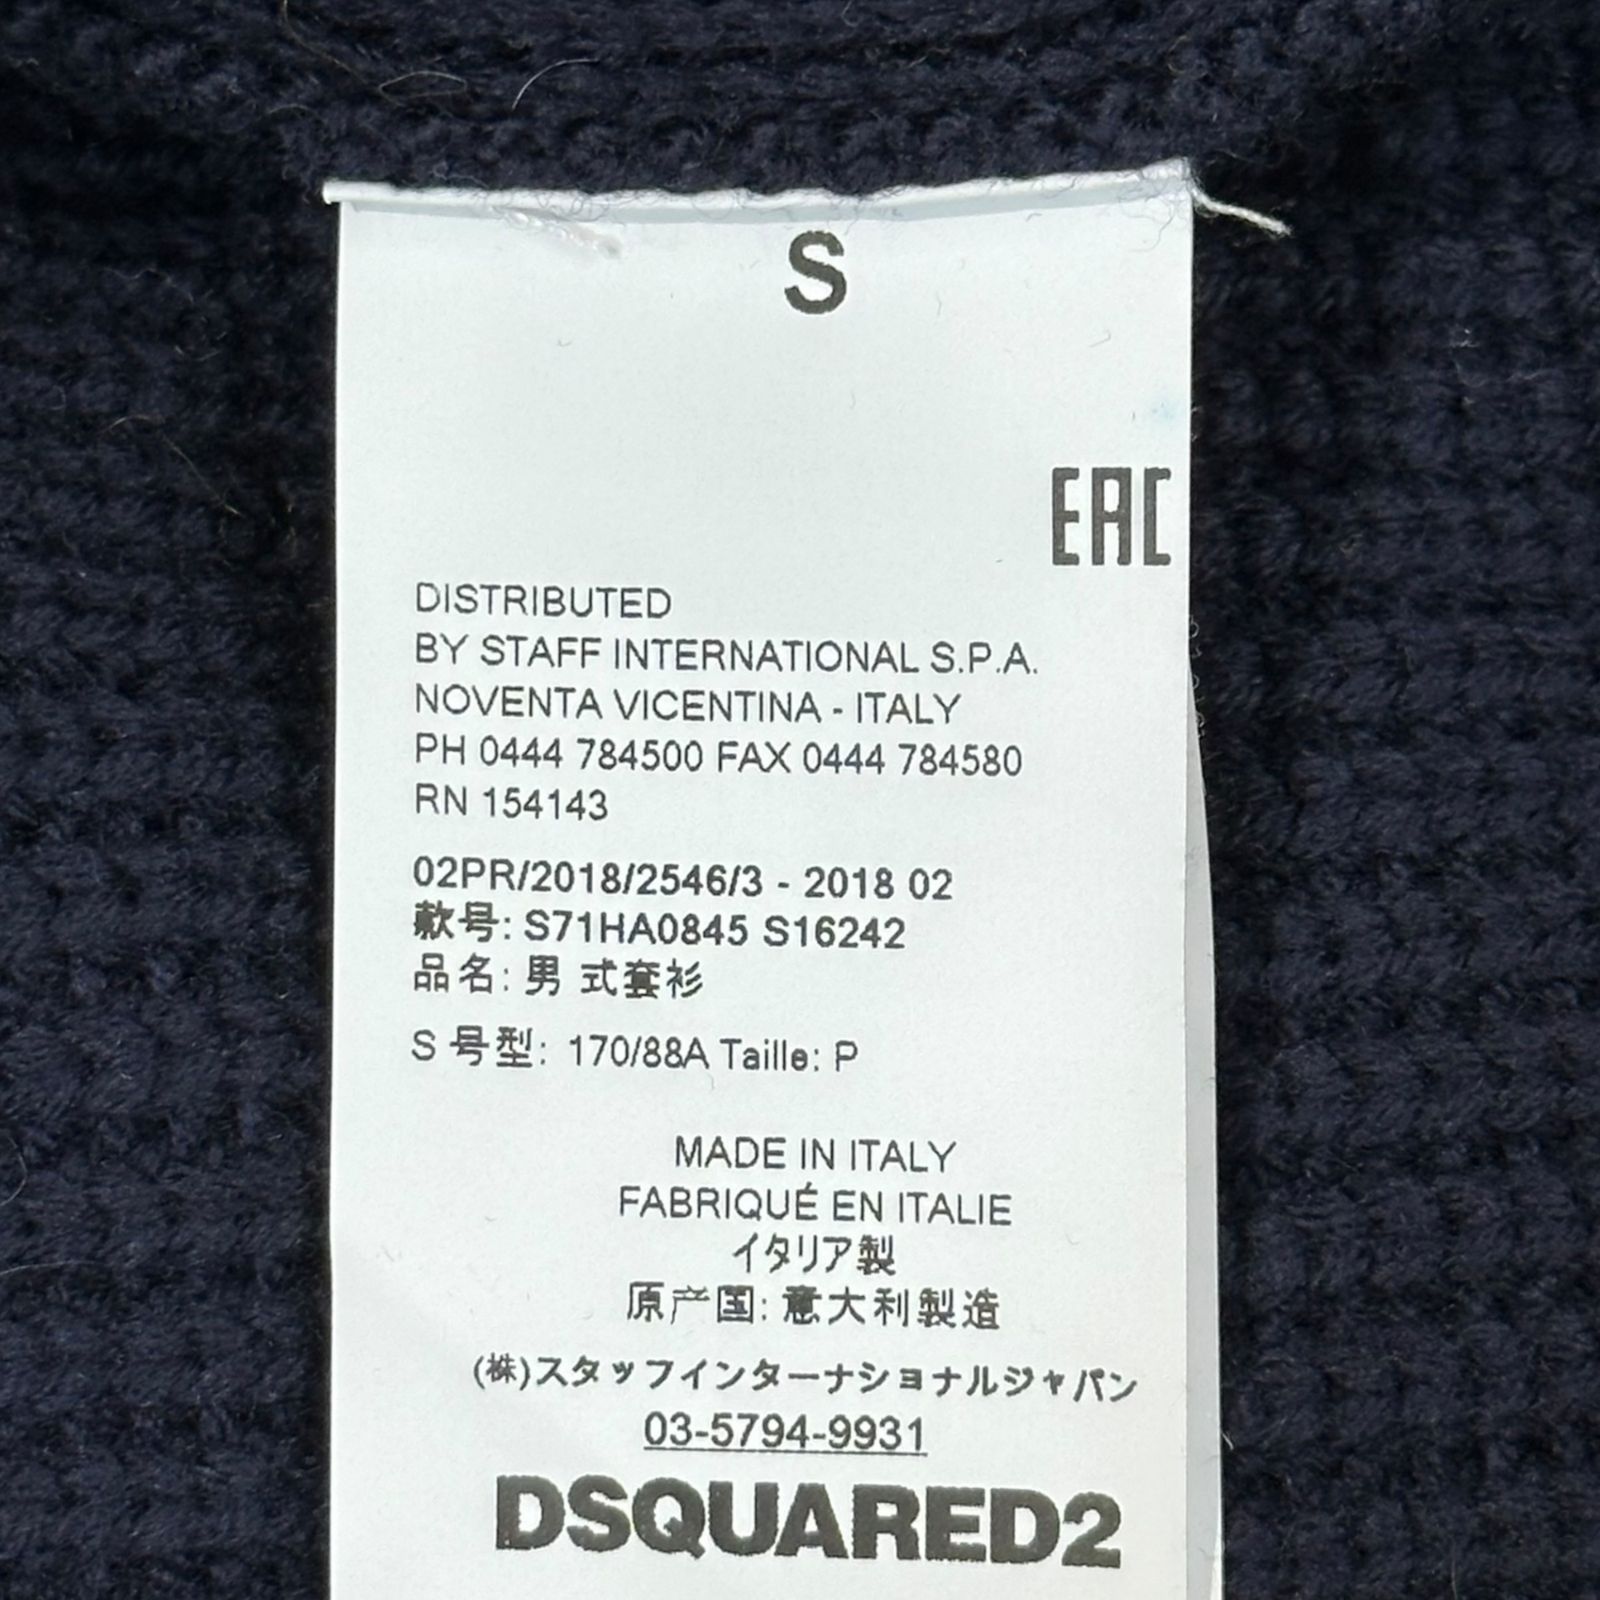 S
EAC
DISTRIBUTED
BY STAFF INTERNATIONAL S.P.A.
NOVENTA VICENTINA - ITALY
PH 0444 784500 FAX 0444 784580
RN 154143
02PR/2018/2546/3 - 2018 02
款号: S71HA0845 S16242
品名: 男 式套衫
S 号型: 170/88A Taille: P
MADE IN ITALY
FABRIQUÉ EN ITALIE
イタリア製
原产国: 意大利製造
(株)スタッフインターナショナルジャパン
03-5794-9931
DSQUARED2